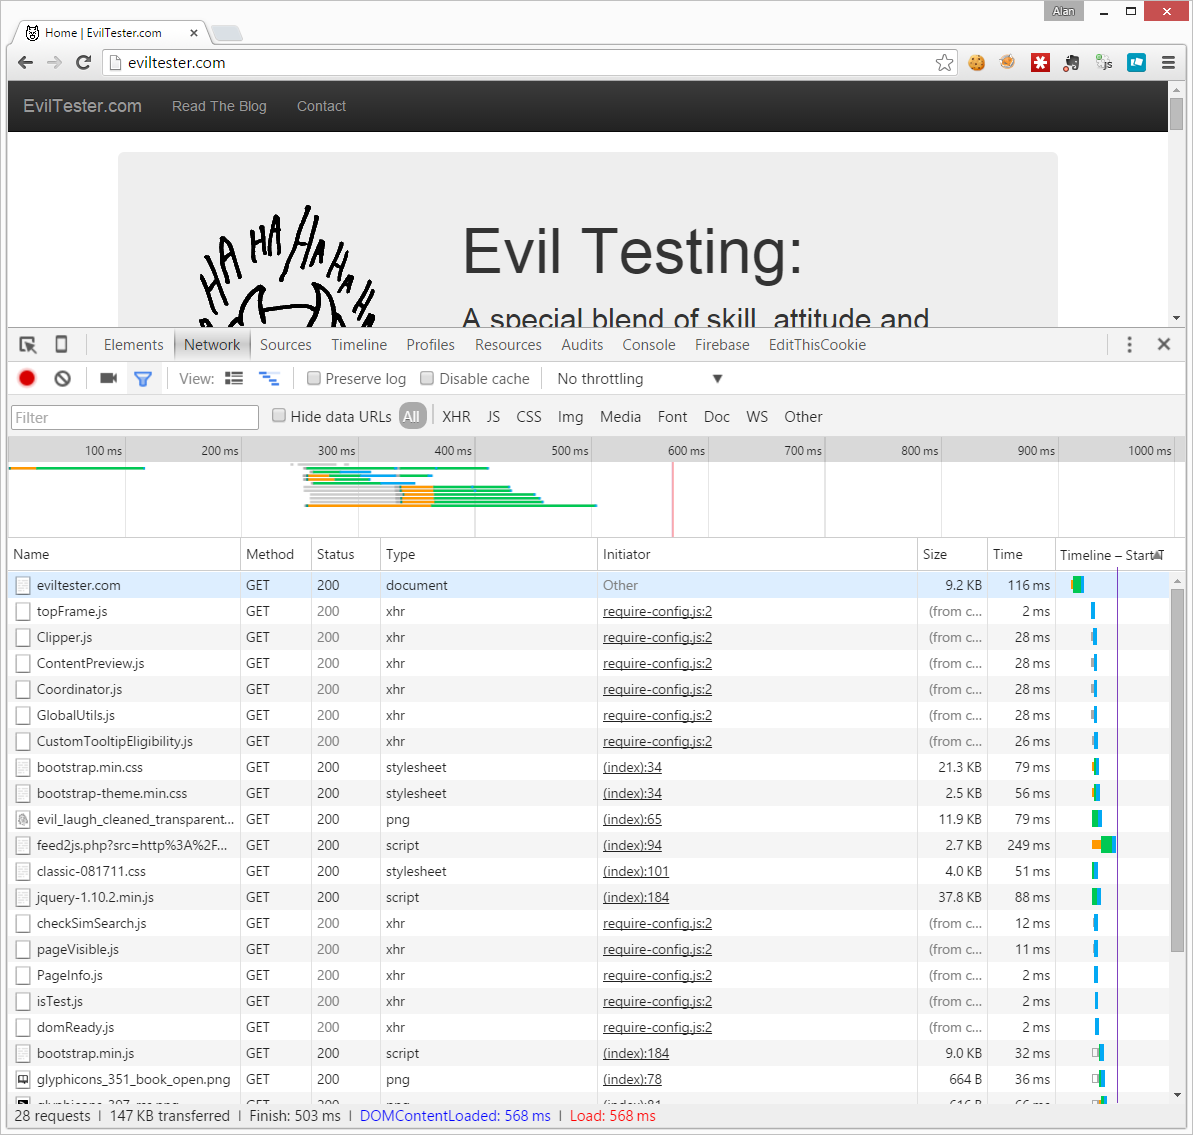 Alan
Home | EvilTester.com
eviltester.com
EvilTester.com Read The Blog Contact
HA HA HA HA HAH
Evil Testing:
A special blend of skill, attitude and
Elements Network Sources Timeline Profiles Resources Audits Console Firebase EditThisCookie
View: Preserve log Disable cache No throttling
Filter Hide data URLs All XHR JS CSS Img Media Font Doc WS Other
100 ms 200 ms 300 ms 400 ms 500 ms 600 ms 700 ms 800 ms 900 ms 1000 ms
Name Method Status Type Initiator Size Time Timeline – Start T
eviltester.com GET 200 document Other 9.2 KB 116 ms
topFrame.js GET 200 xhr require-config.js:2 (from c... 2 ms
Clipper.js GET 200 xhr require-config.js:2 (from c... 28 ms
ContentPreview.js GET 200 xhr require-config.js:2 (from c... 28 ms
Coordinator.js GET 200 xhr require-config.js:2 (from c... 28 ms
GlobalUtils.js GET 200 xhr require-config.js:2 (from c... 28 ms
CustomTooltipEligibility.js GET 200 xhr require-config.js:2 (from c... 26 ms
bootstrap.min.css GET 200 stylesheet (index):34 21.3 KB 79 ms
bootstrap-theme.min.css GET 200 stylesheet (index):34 2.5 KB 56 ms
evil_laugh_cleaned_transparent... GET 200 png (index):65 11.9 KB 79 ms
feed2js.php?src=http%3A%2F... GET 200 script (index):94 2.7 KB 249 ms
classic-081711.css GET 200 stylesheet (index):101 4.0 KB 51 ms
jquery-1.10.2.min.js GET 200 script (index):184 37.8 KB 88 ms
checkSimSearch.js GET 200 xhr require-config.js:2 (from c... 12 ms
pageVisible.js GET 200 xhr require-config.js:2 (from c... 11 ms
PageInfo.js GET 200 xhr require-config.js:2 (from c... 2 ms
isTest.js GET 200 xhr require-config.js:2 (from c... 2 ms
domReady.js GET 200 xhr require-config.js:2 (from c... 2 ms
bootstrap.min.js GET 200 script (index):184 9.0 KB 32 ms
glyphicons_351_book_open.png GET 200 png (index):78 664 B 36 ms
GET 200 png (index):81 616 B 66 ms
28 requests | 147 KB transferred | Finish: 503 ms | DOMContentLoaded: 568 ms | Load: 568 ms